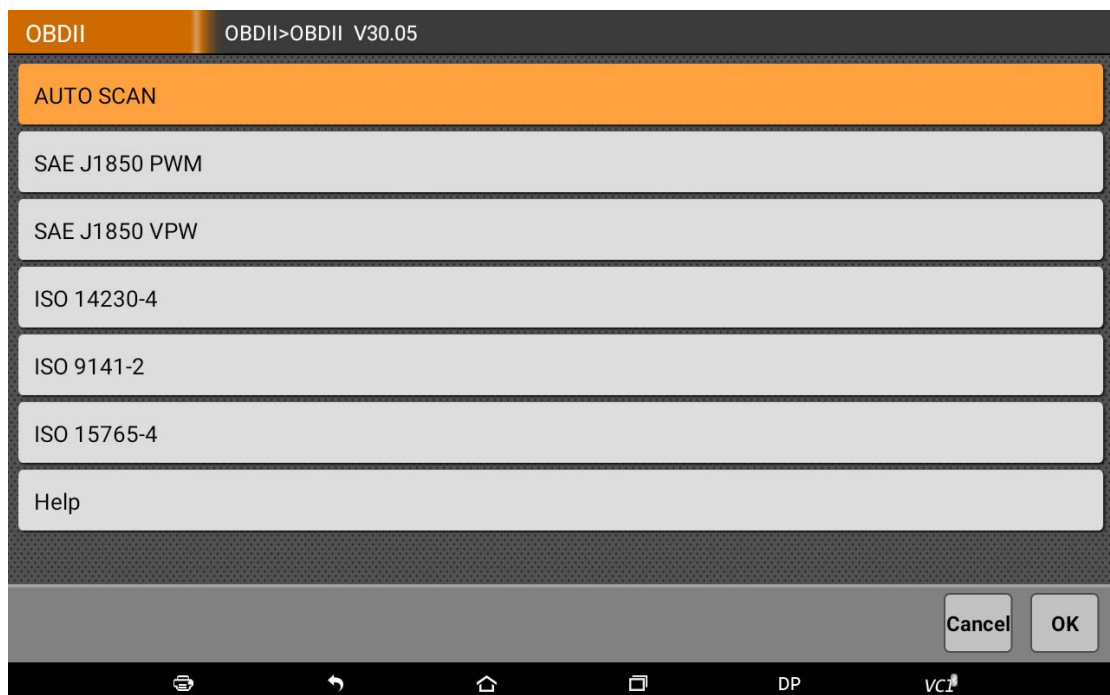 OBDII
OBDII>OBDII V30.05
AUTO SCAN
SAE J1850 PWM
SAE J1850 VPW
ISO 14230-4
ISO 9141-2
ISO 15765-4
Help
Cancel
OK
DP
VCI